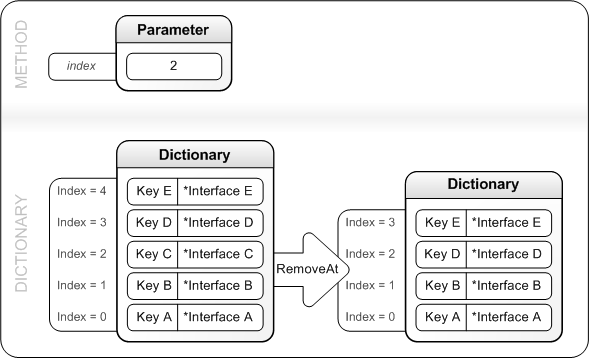 METHOD
Parameter
index 2
DICTIONARY
Dictionary
Index = 4 Key E *Interface E
Index = 3 Key D *Interface D
Index = 2 Key C *Interface C
Index = 1 Key B *Interface B
Index = 0 Key A *Interface A
RemoveAt
Dictionary
Index = 3 Key E *Interface E
Index = 2 Key D *Interface D
Index = 1 Key B *Interface B
Index = 0 Key A *Interface A